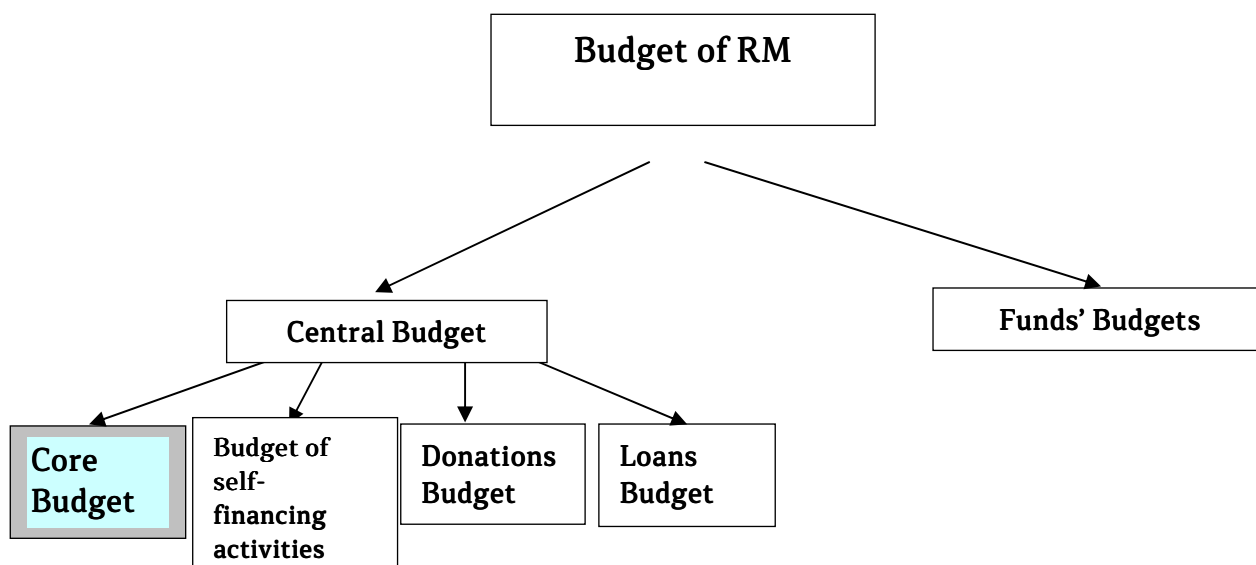 Budget of RM
Central Budget
Funds’ Budgets
Core
Budget
Budget of
self-
financing
activities
Donations
Budget
Loans
Budget